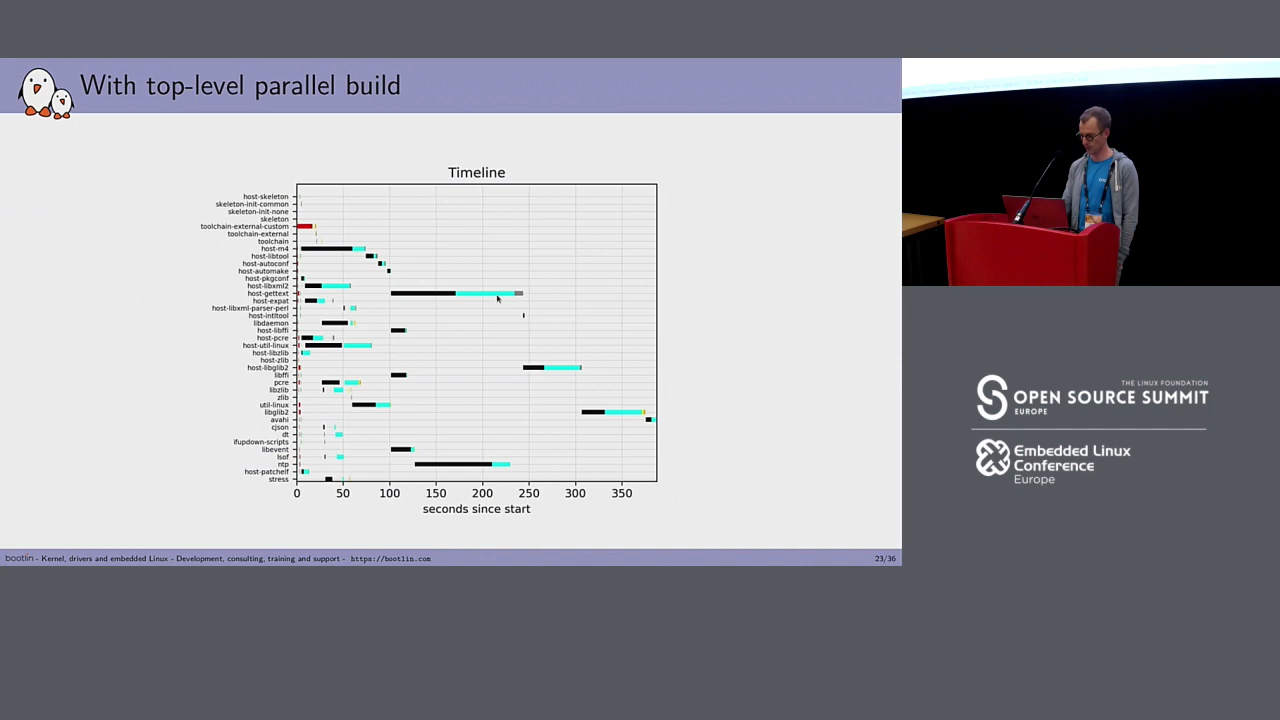 With top-level parallel build
Timeline
host-skeleton
skeleton-init-common
skeleton-init-none
skeleton
toolchain-external-custom
toolchain-external
toolchain
host-m4
host-libtool
host-autoconf
host-automake
host-pkgconf
host-libxml2
host-gettext
host-expat
host-libxml-parser-perl
host-intltool
libdaemon
host-libffi
host-pcre
host-util-linux
host-libzlib
host-zlib
host-libglib2
libffi
pcre
libzlib
zlib
util-linux
libglib2
avahi
cjson
dt
ifupdown-scripts
libevent
lsof
ntp
host-patchelf
stress
0 50 100 150 200 250 300 350
seconds since start
bootlin - Kernel, drivers and embedded Linux - Development, consulting, training and support - https://bootlin.com
23/36
THE LINUX FOUNDATION
OPEN SOURCE SUMMIT
EUROPE
Embedded Linux
Conference
Europe